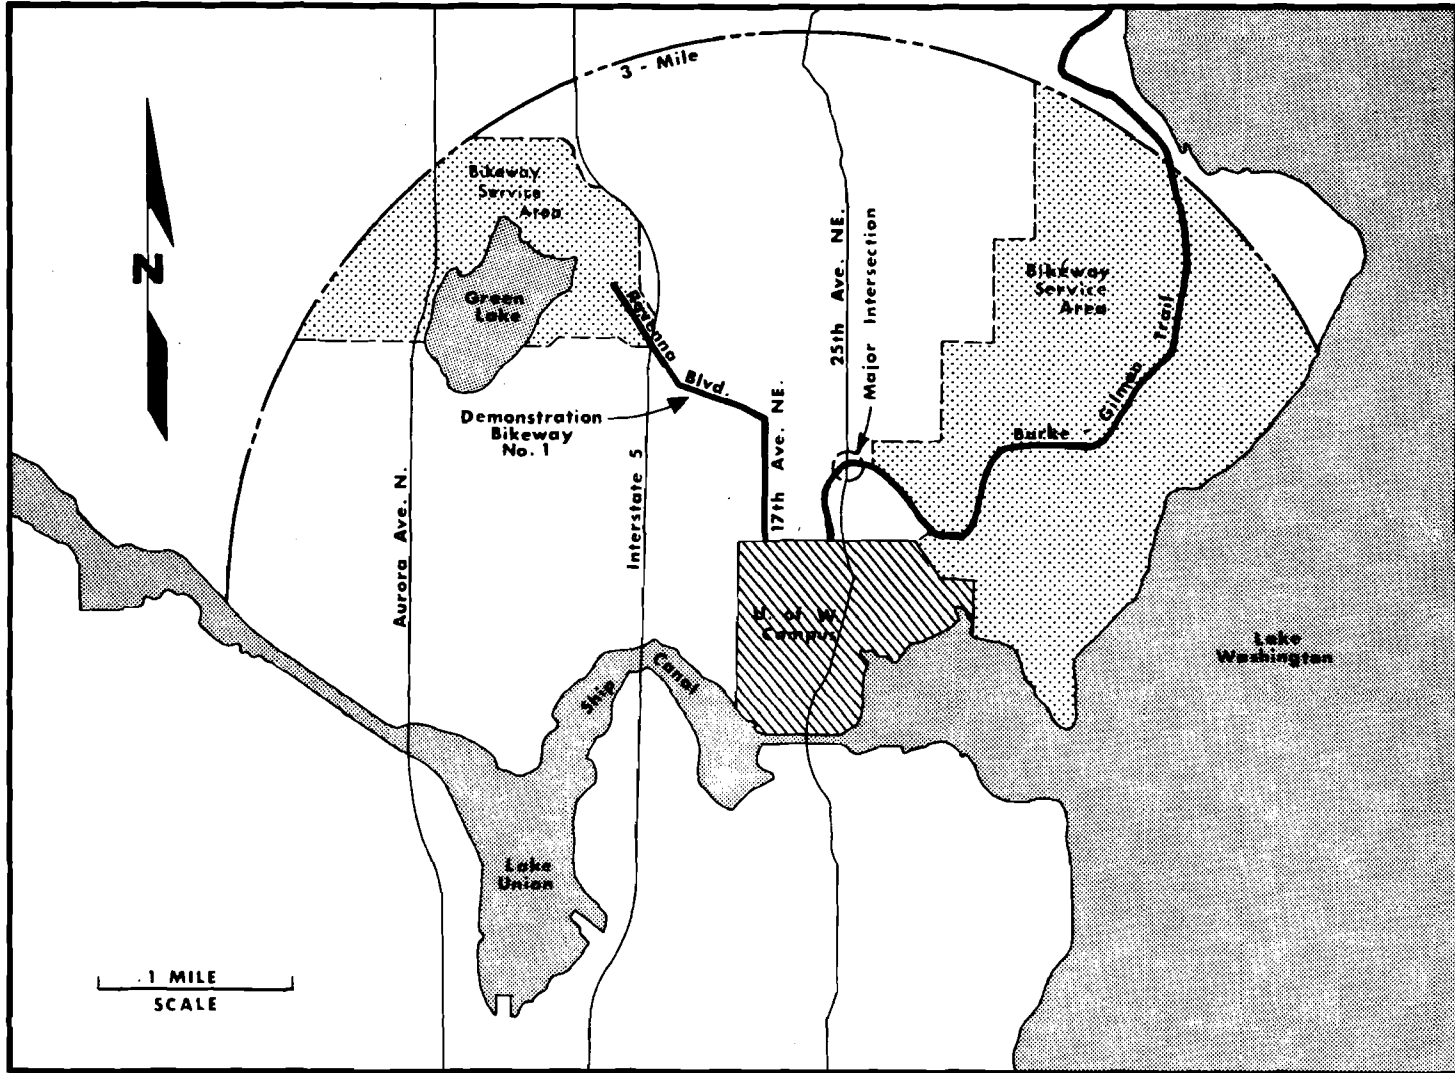 3 - Mile
N
Bikeway
Service
Area
Green
Lake
Ravenna Blvd.
Demonstration
Bikeway
No. 1
Aurora Ave. N.
Interstate 5
17th Ave. NE.
25th Ave. NE.
Major Intersection
Bikeway
Service
Area
Burke - Gilman Trail
U. of W.
Campus
Lake
Washington
Ship Canal
Lake
Union
1 MILE
SCALE